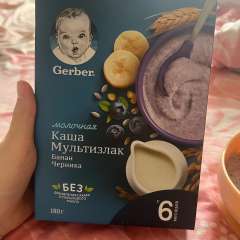 Gerber.
молочная
Каша
Мультизлак
Банан
Черника
БЕЗ
180г
6